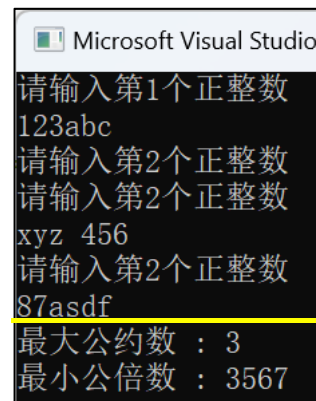 Microsoft Visual Studio
请输入第1个正整数
123abc
请输入第2个正整数
请输入第2个正整数
xyz 456
请输入第2个正整数
87asdf
最大公约数 : 3
最小公倍数 : 3567